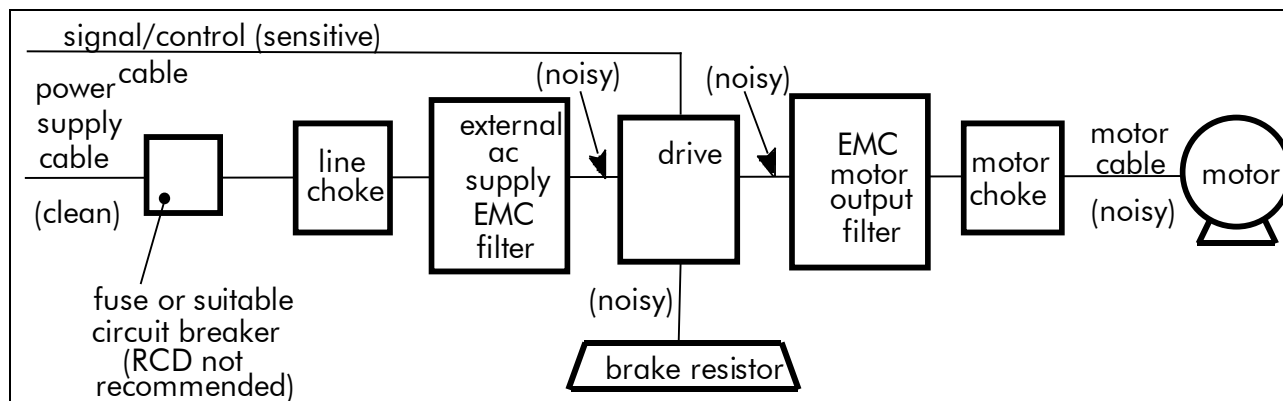 signal/control (sensitive)
cable
power
supply
cable
(clean)
fuse or suitable
circuit breaker
(RCD not
recommended)
line
choke
external
ac
supply
EMC
filter
(noisy)
drive
(noisy)
brake resistor
(noisy)
EMC
motor
output
filter
motor
choke
motor
cable
(noisy)
motor